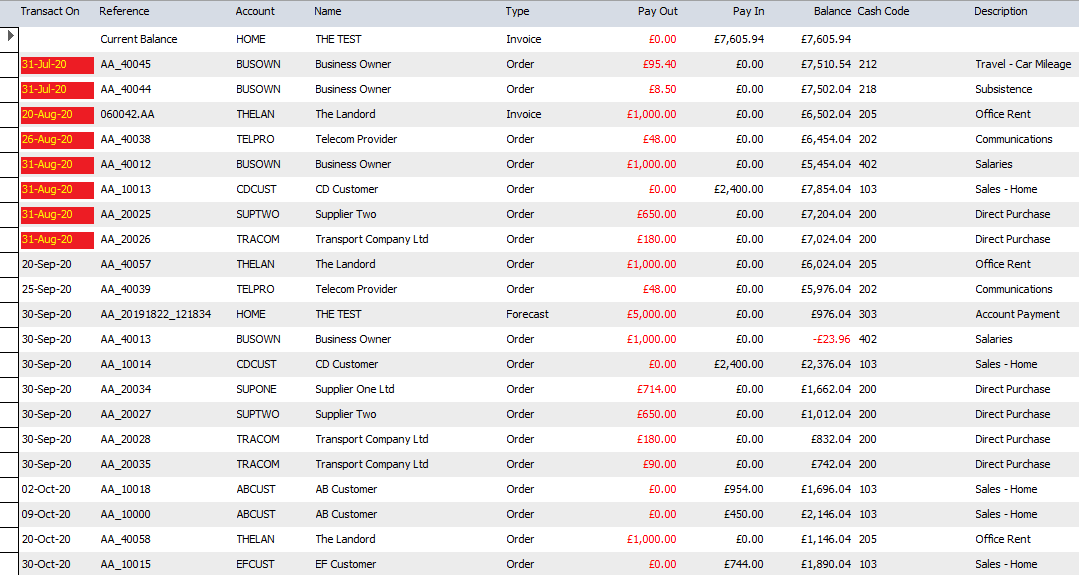 Transact On Reference Account Name Type Pay Out Pay In Balance Cash Code Description
Current Balance HOME THE TEST Invoice £0.00 £7,605.94 £7,605.94
31-Jul-20 AA_40045 BUSOWN Business Owner Order £95.40 £0.00 £7,510.54 212 Travel - Car Mileage
31-Jul-20 AA_40044 BUSOWN Business Owner Order £8.50 £0.00 £7,502.04 218 Subsistence
20-Aug-20 060042.AA THELAN The Landord Invoice £1,000.00 £0.00 £6,502.04 205 Office Rent
26-Aug-20 AA_40038 TELPRO Telecom Provider Order £48.00 £0.00 £6,454.04 202 Communications
31-Aug-20 AA_40012 BUSOWN Business Owner Order £1,000.00 £0.00 £5,454.04 402 Salaries
31-Aug-20 AA_10013 CDCUST CD Customer Order £0.00 £2,400.00 £7,854.04 103 Sales - Home
31-Aug-20 AA_20025 SUPTWO Supplier Two Order £650.00 £0.00 £7,204.04 200 Direct Purchase
31-Aug-20 AA_20026 TRACOM Transport Company Ltd Order £180.00 £0.00 £7,024.04 200 Direct Purchase
20-Sep-20 AA_40057 THELAN The Landord Order £1,000.00 £0.00 £6,024.04 205 Office Rent
25-Sep-20 AA_40039 TELPRO Telecom Provider Order £48.00 £0.00 £5,976.04 202 Communications
30-Sep-20 AA_20191822_121834 HOME THE TEST Forecast £5,000.00 £0.00 £976.04 303 Account Payment
30-Sep-20 AA_40013 BUSOWN Business Owner Order £1,000.00 £0.00 -£23.96 402 Salaries
30-Sep-20 AA_10014 CDCUST CD Customer Order £0.00 £2,400.00 £2,376.04 103 Sales - Home
30-Sep-20 AA_20034 SUPONE Supplier One Ltd Order £714.00 £0.00 £1,662.04 200 Direct Purchase
30-Sep-20 AA_20027 SUPTWO Supplier Two Order £650.00 £0.00 £1,012.04 200 Direct Purchase
30-Sep-20 AA_20028 TRACOM Transport Company Ltd Order £180.00 £0.00 £832.04 200 Direct Purchase
30-Sep-20 AA_20035 TRACOM Transport Company Ltd Order £90.00 £0.00 £742.04 200 Direct Purchase
02-Oct-20 AA_10018 ABCUST AB Customer Order £0.00 £954.00 £1,696.04 103 Sales - Home
09-Oct-20 AA_10000 ABCUST AB Customer Order £0.00 £450.00 £2,146.04 103 Sales - Home
20-Oct-20 AA_40058 THELAN The Landord Order £1,000.00 £0.00 £1,146.04 205 Office Rent
30-Oct-20 AA_10015 EFCUST EF Customer Order £0.00 £744.00 £1,890.04 103 Sales - Home